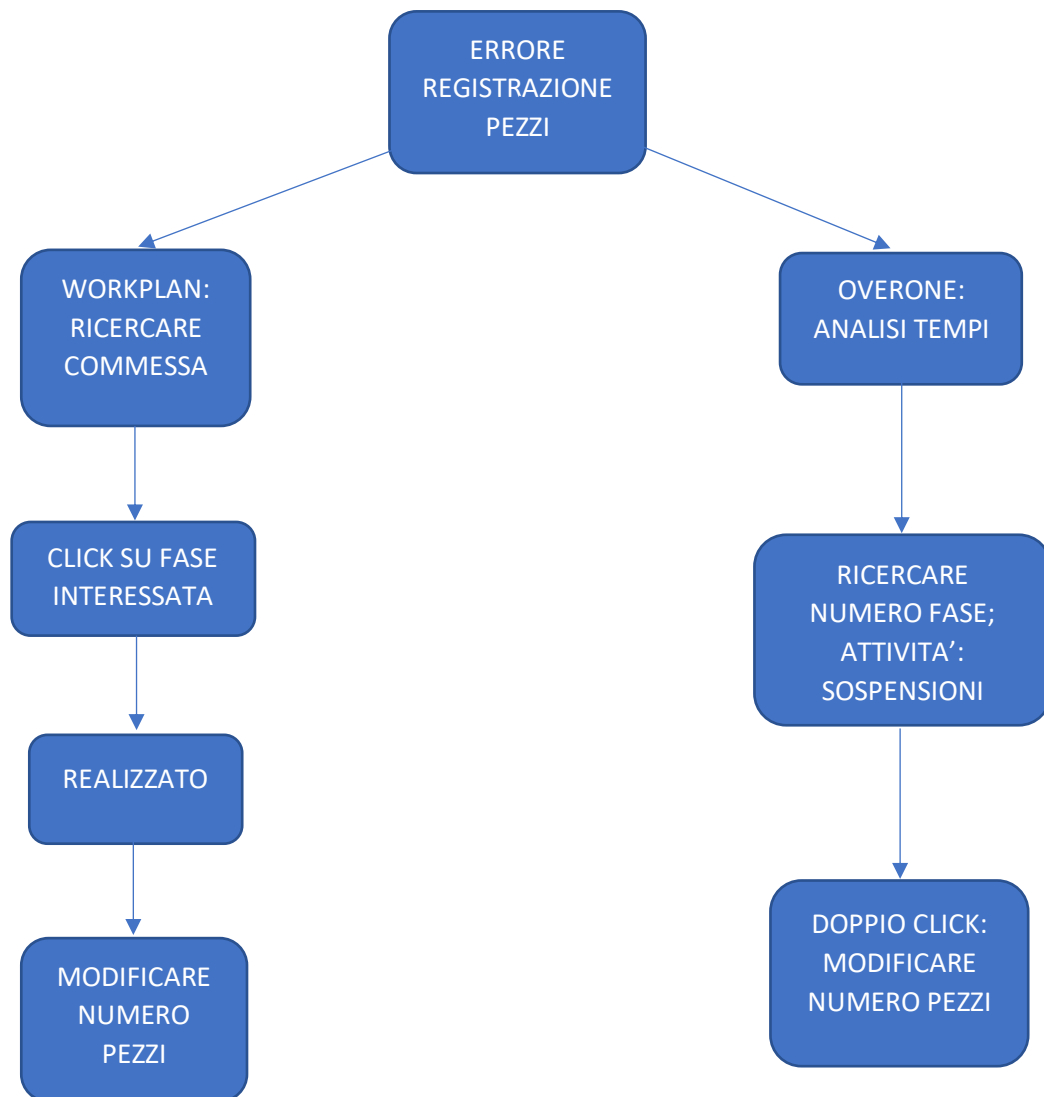 ERRORE
REGISTRAZIONE
PEZZI
WORKPLAN:
RICERCARE
COMMESSA
OVERONE:
ANALISI TEMPI
CLICK SU FASE
INTERESSATA
RICERCARE
NUMERO FASE;
ATTIVITA’:
SOSPENSIONI
REALIZZATO
DOPPIO CLICK:
MODIFICARE
NUMERO PEZZI
MODIFICARE
NUMERO
PEZZI